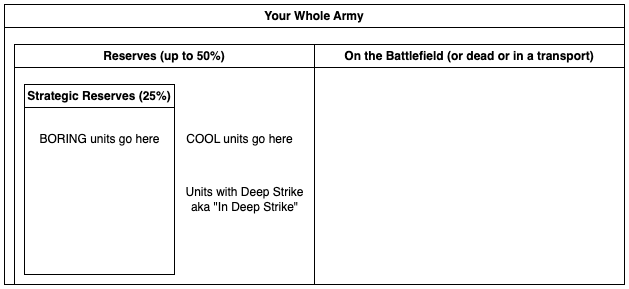 Your Whole Army
Reserves (up to 50%)
On the Battlefield (or dead or in a transport)
Strategic Reserves (25%)
BORING units go here
COOL units go here
Units with Deep Strike
aka "In Deep Strike"